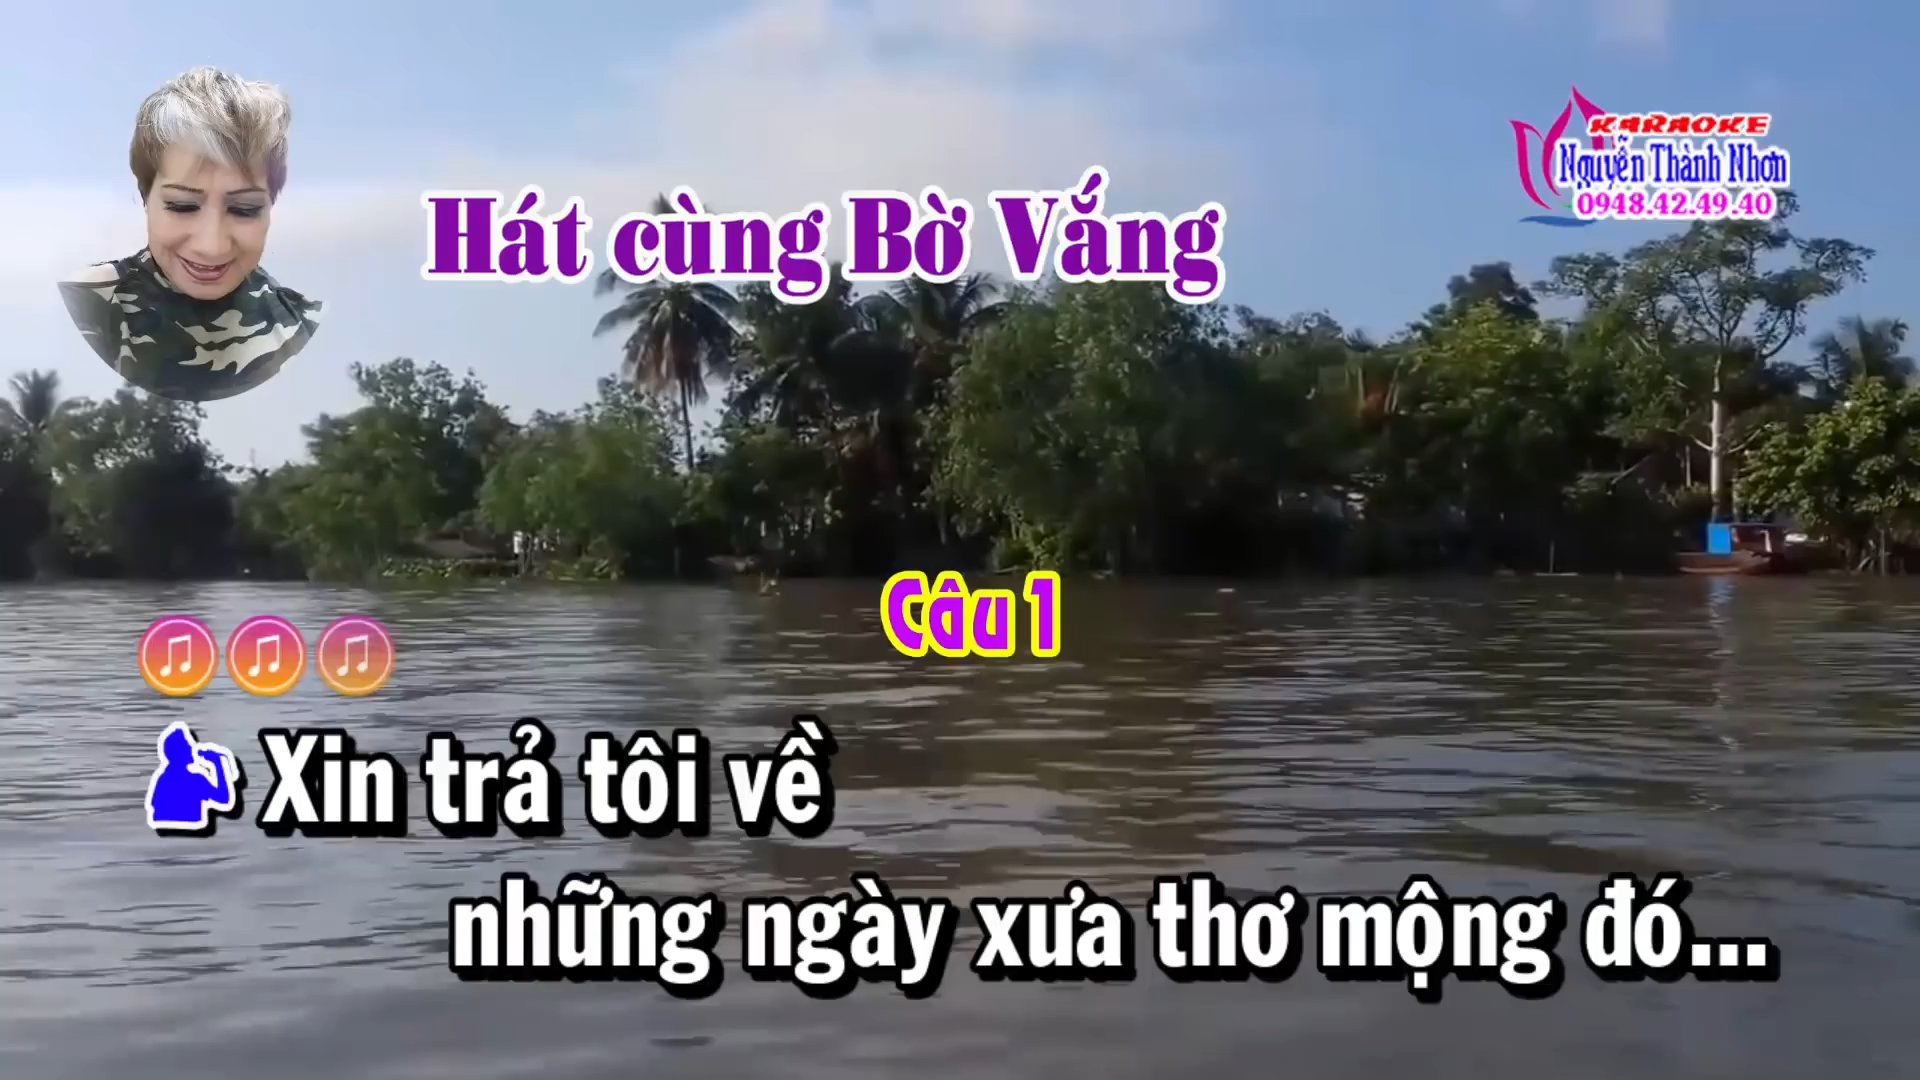 KARAOKE
Nguyễn Thành Nhơn
0948.42.49.40
Hát cùng Bờ Vắng
Câu 1
Xin trả tôi về
những ngày xưa thơ mộng đó...